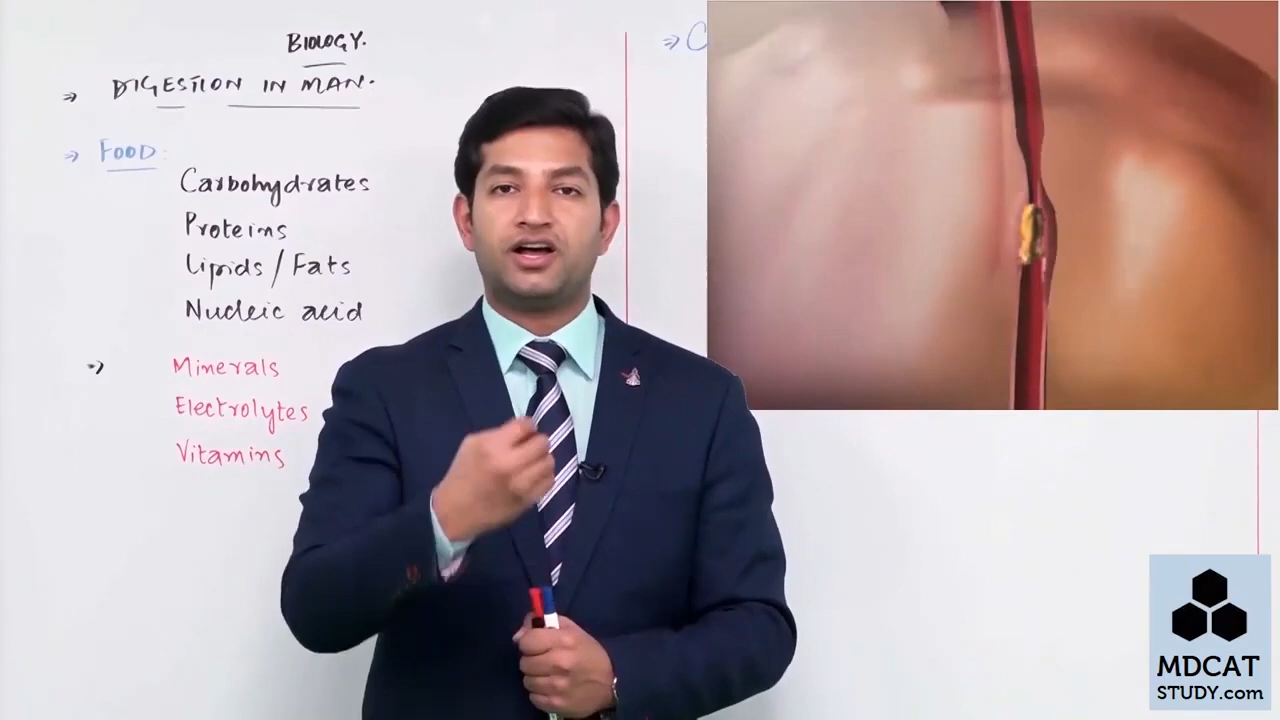 BIOLOGY.
⇒ DIGESTION IN MAN.
⇒ FOOD:
Carbohydrates
Proteins
Lipids / Fats
Nucleic acid
⇒ Minerals
Electrolytes
Vitamins
⇒ C
MDCAT
STUDY.com